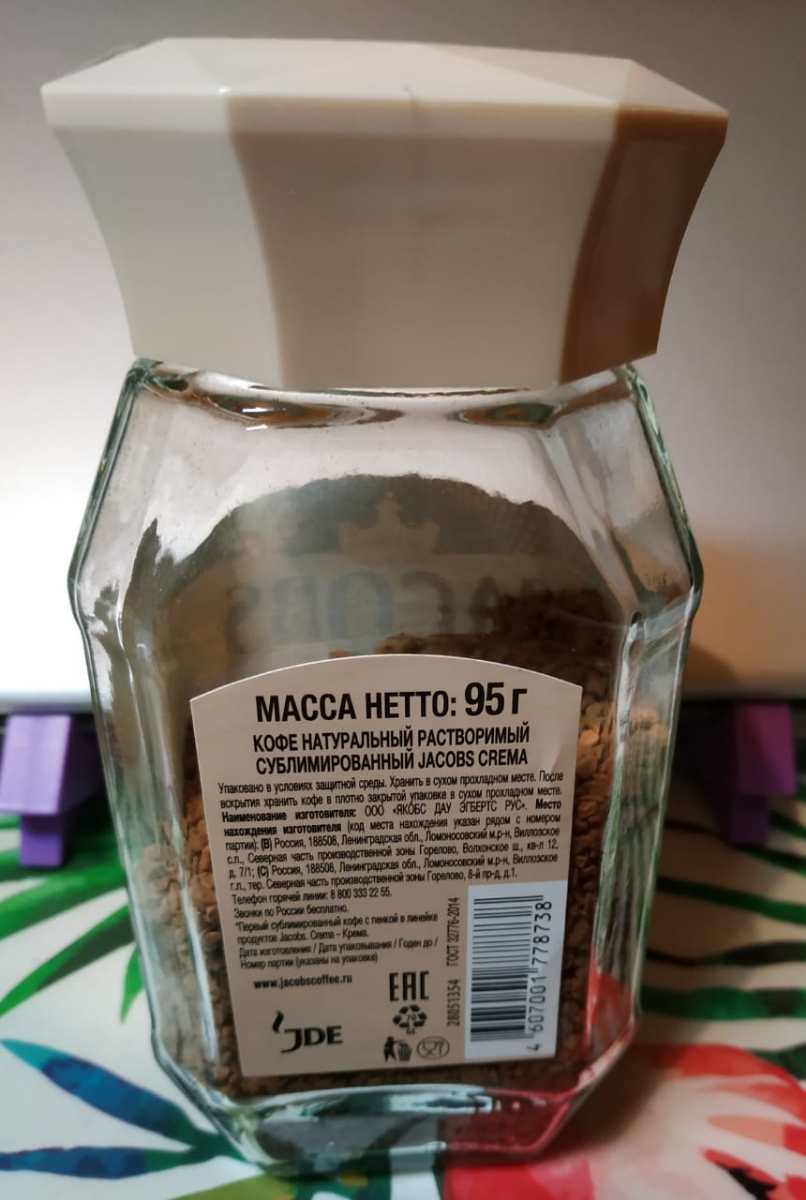 JACOBS
МАССА НЕТТО: 95 г
КОФЕ НАТУРАЛЬНЫЙ РАСТВОРИМЫЙ
СУБЛИМИРОВАННЫЙ JACOBS CREMA
Упаковано в условиях защитной среды. Хранить в сухом прохладном месте. После
вскрытия хранить кофе в плотно закрытой упаковке в сухом прохладном месте.
Наименование изготовителя: ООО «ЯКОБС ДАУ ЭГБЕРТС РУС». Место
нахождения изготовителя (код места нахождения указан рядом с номером
партии): (B) Россия, 188508, Ленинградская обл., Ломоносовский м.р-н, Виллозское
с.п., Северная часть производственной зоны Горелово, Волхонское ш., кв-л 12,
д. 7/1; (C) Россия, 188508, Ленинградская обл., Ломоносовский м.р-н, Виллозское
г.п., тер. Северная часть производственной зоны Горелово, 8-й пр-д, д.1.
Телефон горячей линии: 8 800 333 22 55.
Звонки по России бесплатно.
*Первый сублимированный кофе с пенкой в линейке
продуктов Jacobs. Crema – Крема.
Дата изготовления / Дата упаковывания / Годен до /
Номер партии (указаны на упаковке)
www.jacobscoffee.ru
EAC
JDE
70
28051354 ГОСТ 32776-2014
4 607001 778738